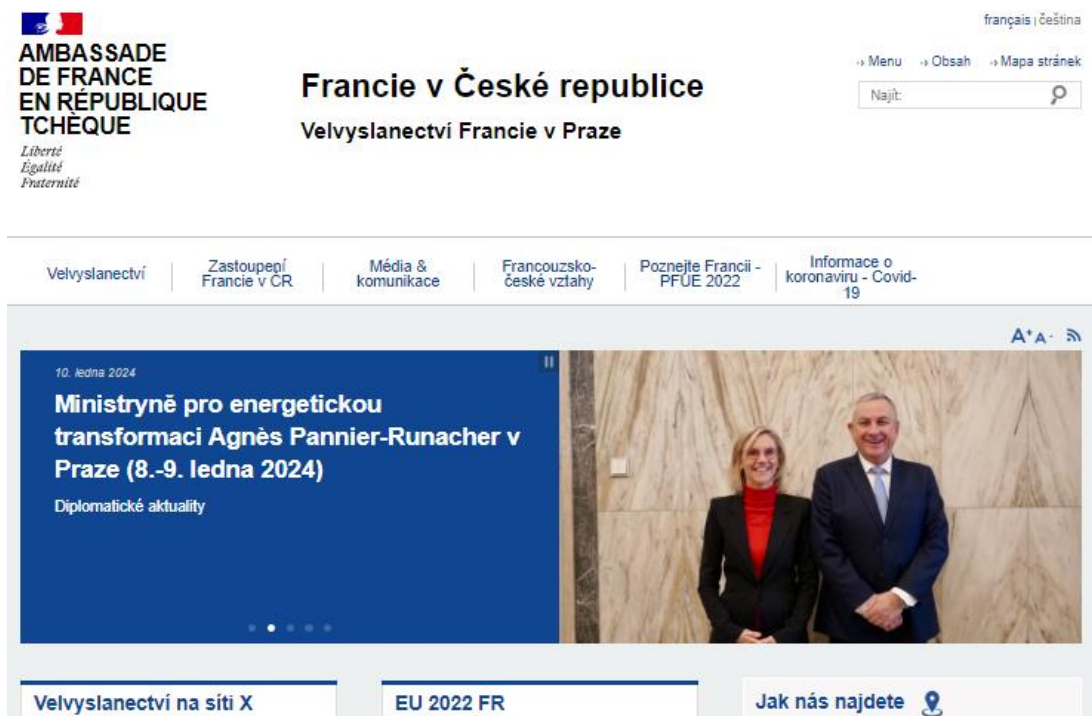 français | čeština
AMBASSADE
DE FRANCE
EN RÉPUBLIQUE
TCHÈQUE
Liberté
Égalité
Fraternité
Francie v České republice
Velvyslanectví Francie v Praze
Menu
Obsah
Mapa stránek
Najít:
Velvyslanectví
Zastoupení
Francie v ČR
Média &
komunikace
Francouzsko-
české vztahy
Poznejte Francii -
PFUE 2022
Informace o
koronaviru - Covid-
19
A+ A-
10. ledna 2024
Ministryně pro energetickou
transformaci Agnès Pannier-Runacher v
Praze (8.-9. ledna 2024)
Diplomatické aktuality
Velvyslanectví na síti X
EU 2022 FR
Jak nás najdete